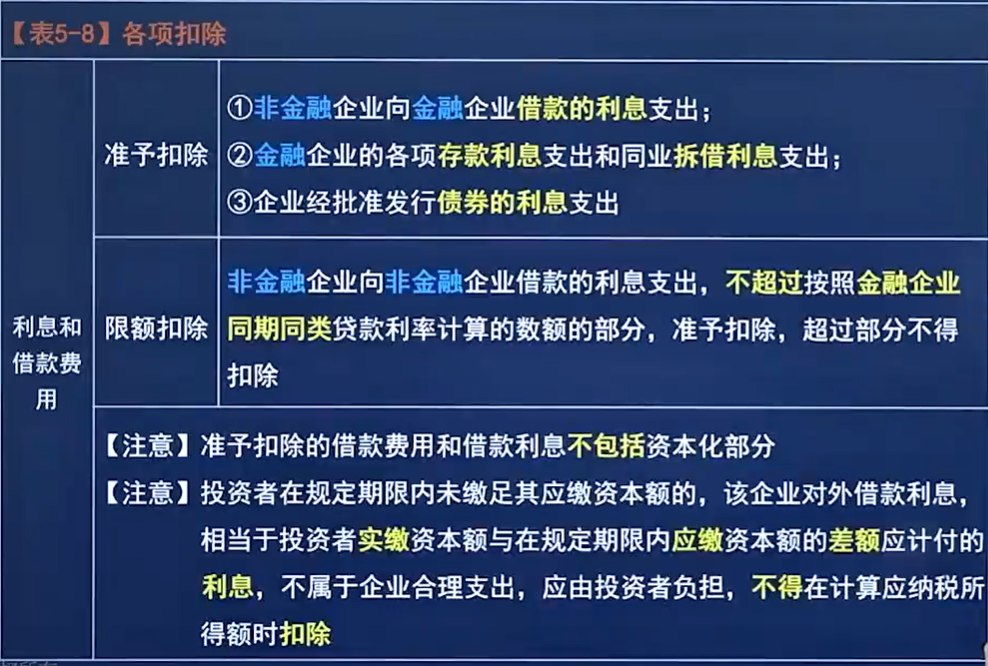 【表5-8】各项扣除
利息和
借款费
用
准予扣除
①非金融企业向金融企业借款的利息支出；
②金融企业的各项存款利息支出和同业拆借利息支出；
③企业经批准发行债券的利息支出
限额扣除
非金融企业向非金融企业借款的利息支出，不超过按照金融企业
同期同类贷款利率计算的数额的部分，准予扣除，超过部分不得
扣除
【注意】准予扣除的借款费用和借款利息不包括资本化部分
【注意】投资者在规定期限内未缴足其应缴资本额的，该企业对外借款利息，
相当于投资者实缴资本额与在规定期限内应缴资本额的差额应计付的
利息，不属于企业合理支出，应由投资者负担，不得在计算应纳税所
得额时扣除